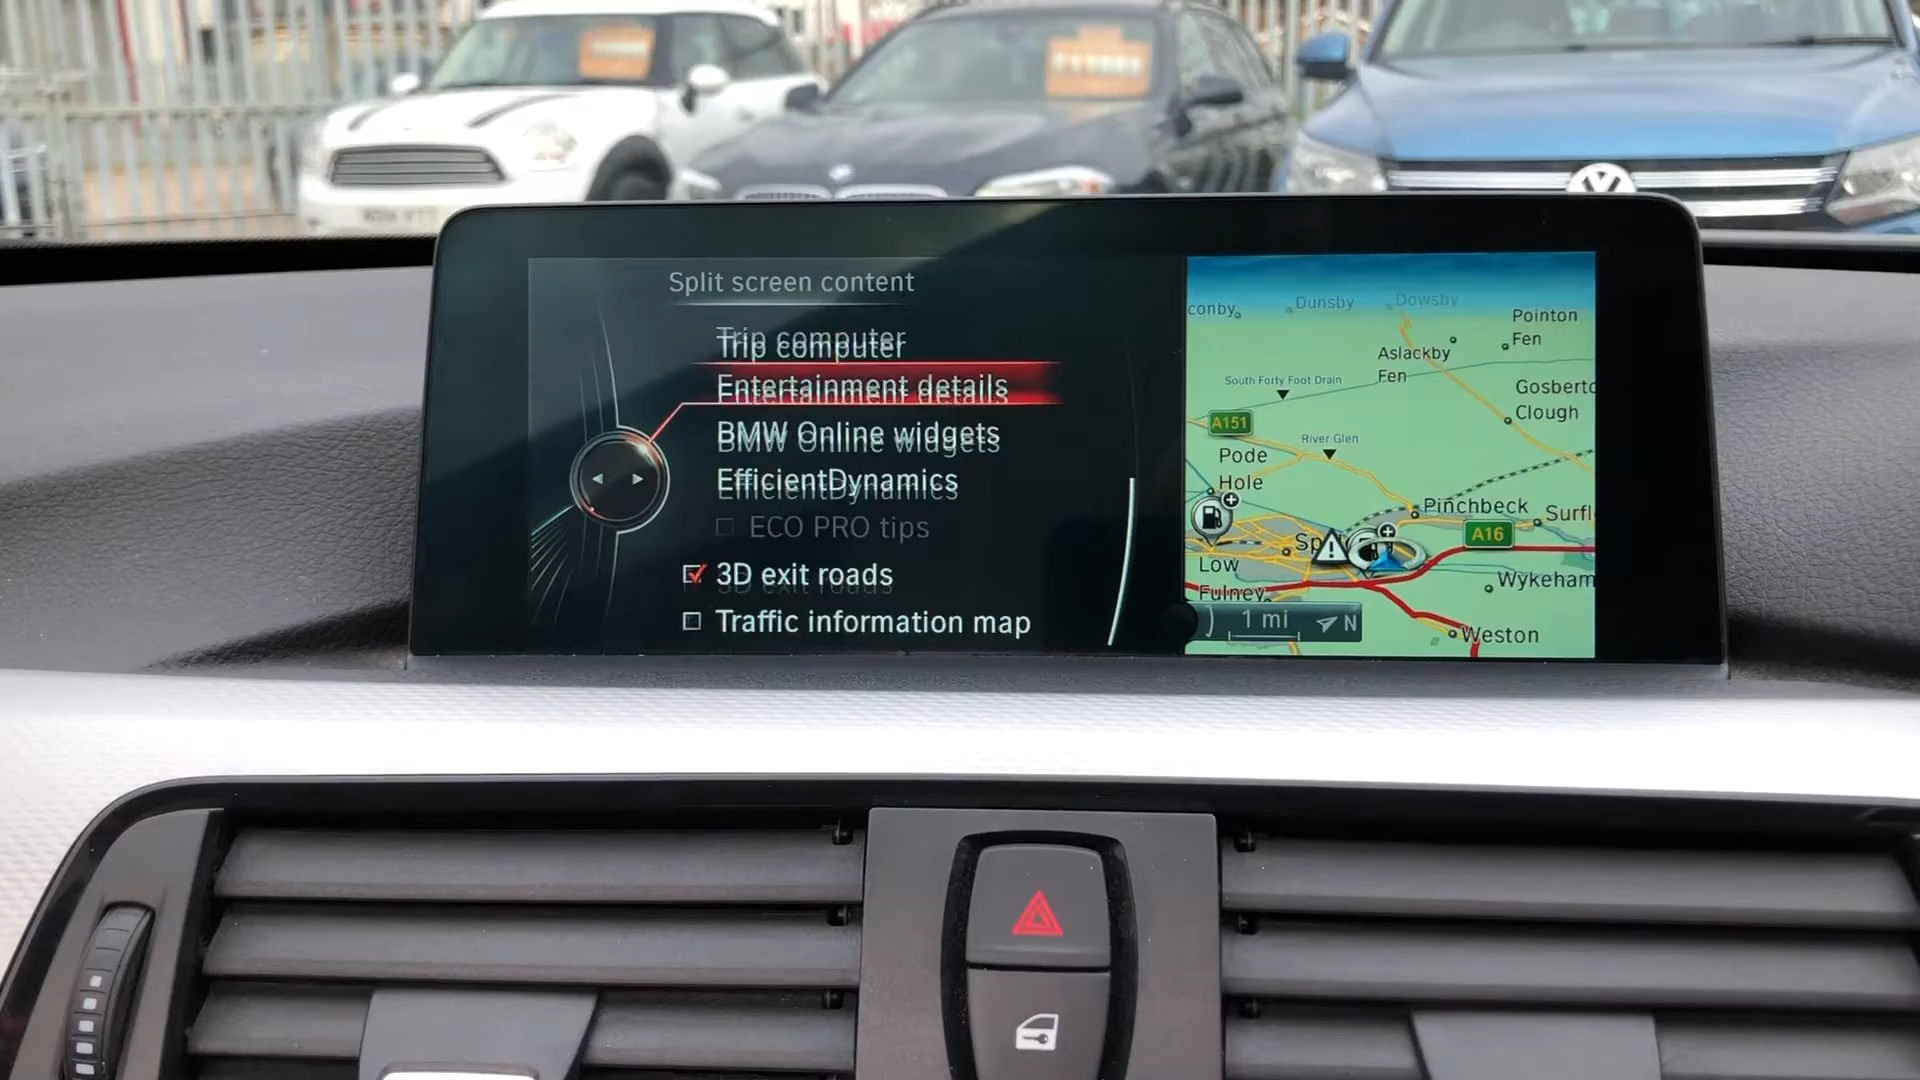 Split screen content
Trip computer
Entertainment details
BMW Online widgets
EfficientDynamics
ECO PRO tips
3D exit roads
Traffic information map
Dunsby
Dowsby
Pointon
Fen
Aslackby
Fen
South Forty Foot Drain
Gosberto
Clough
A151
River Glen
Pode
Hole
Pinchbeck
Surfl
A16
Low
Fulney
Wykeham
1 mi
N
Weston